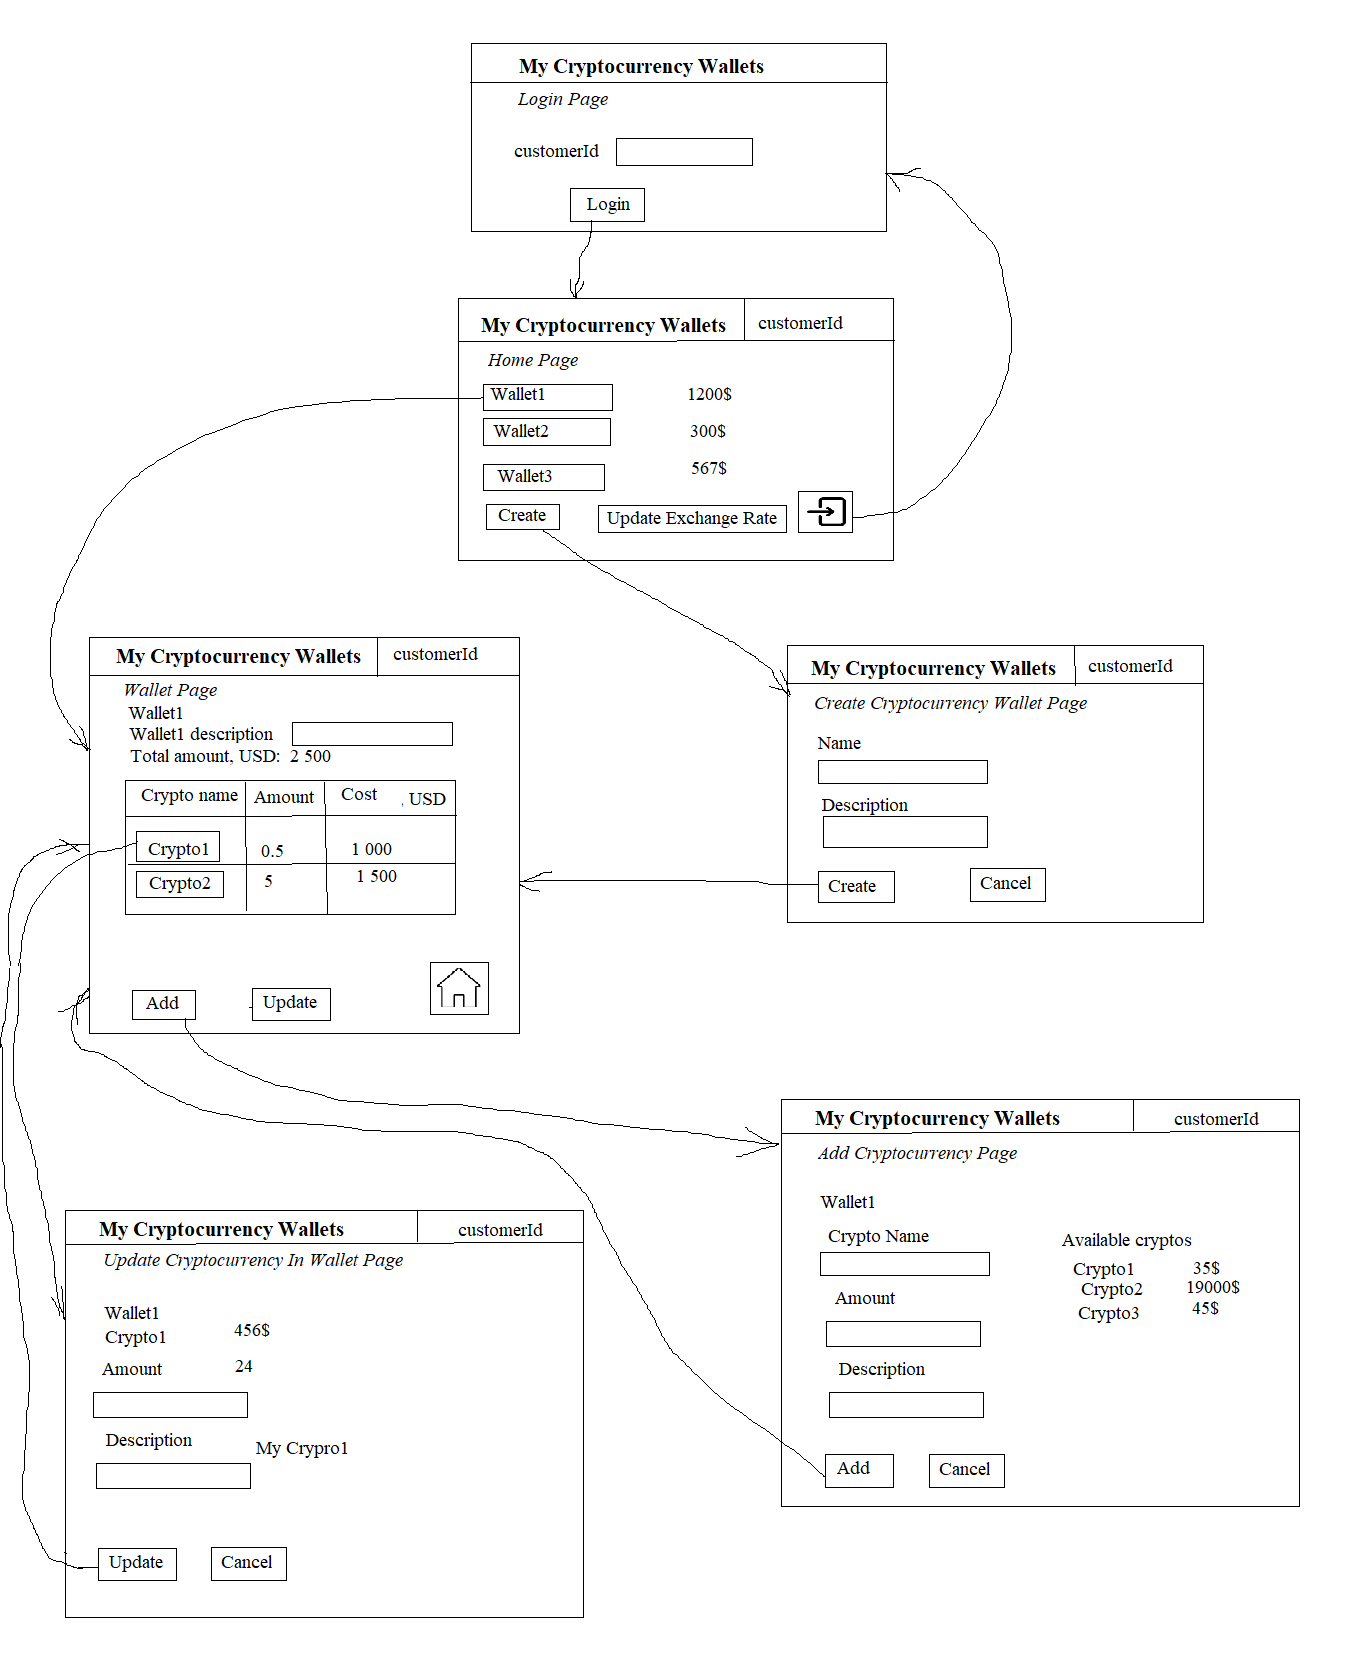 My Cryptocurrency Wallets
Login Page
customerId
Login
My Cryptocurrency Wallets customerId
Home Page
Wallet1 1200$
Wallet2 300$
Wallet3 567$
Create Update Exchange Rate
My Cryptocurrency Wallets customerId
Wallet Page
Wallet1
Wallet1 description
Total amount, USD: 2 500
Crypto name Amount Cost , USD
Crypto1 0.5 1 000
Crypto2 5 1 500
Add Update
My Cryptocurrency Wallets customerId
Create Cryptocurrency Wallet Page
Name
Description
Create Cancel
My Cryptocurrency Wallets customerId
Add Cryptocurrency Page
Wallet1
Crypto Name
Amount
Description
Available cryptos
Crypto1 35$
Crypto2 19000$
Crypto3 45$
Add Cancel
My Cryptocurrency Wallets customerId
Update Cryptocurrency In Wallet Page
Wallet1
Crypto1 456$
Amount 24
Description My Crypro1
Update Cancel